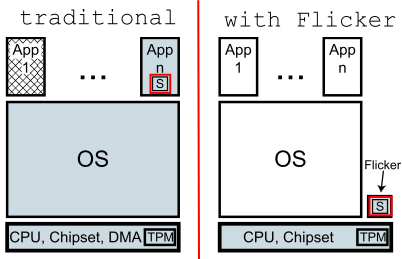 traditional
App
1
...
App
n
S
OS
CPU, Chipset, DMA TPM
with Flicker
App
1
...
App
n
OS
Flicker
S
CPU, Chipset TPM